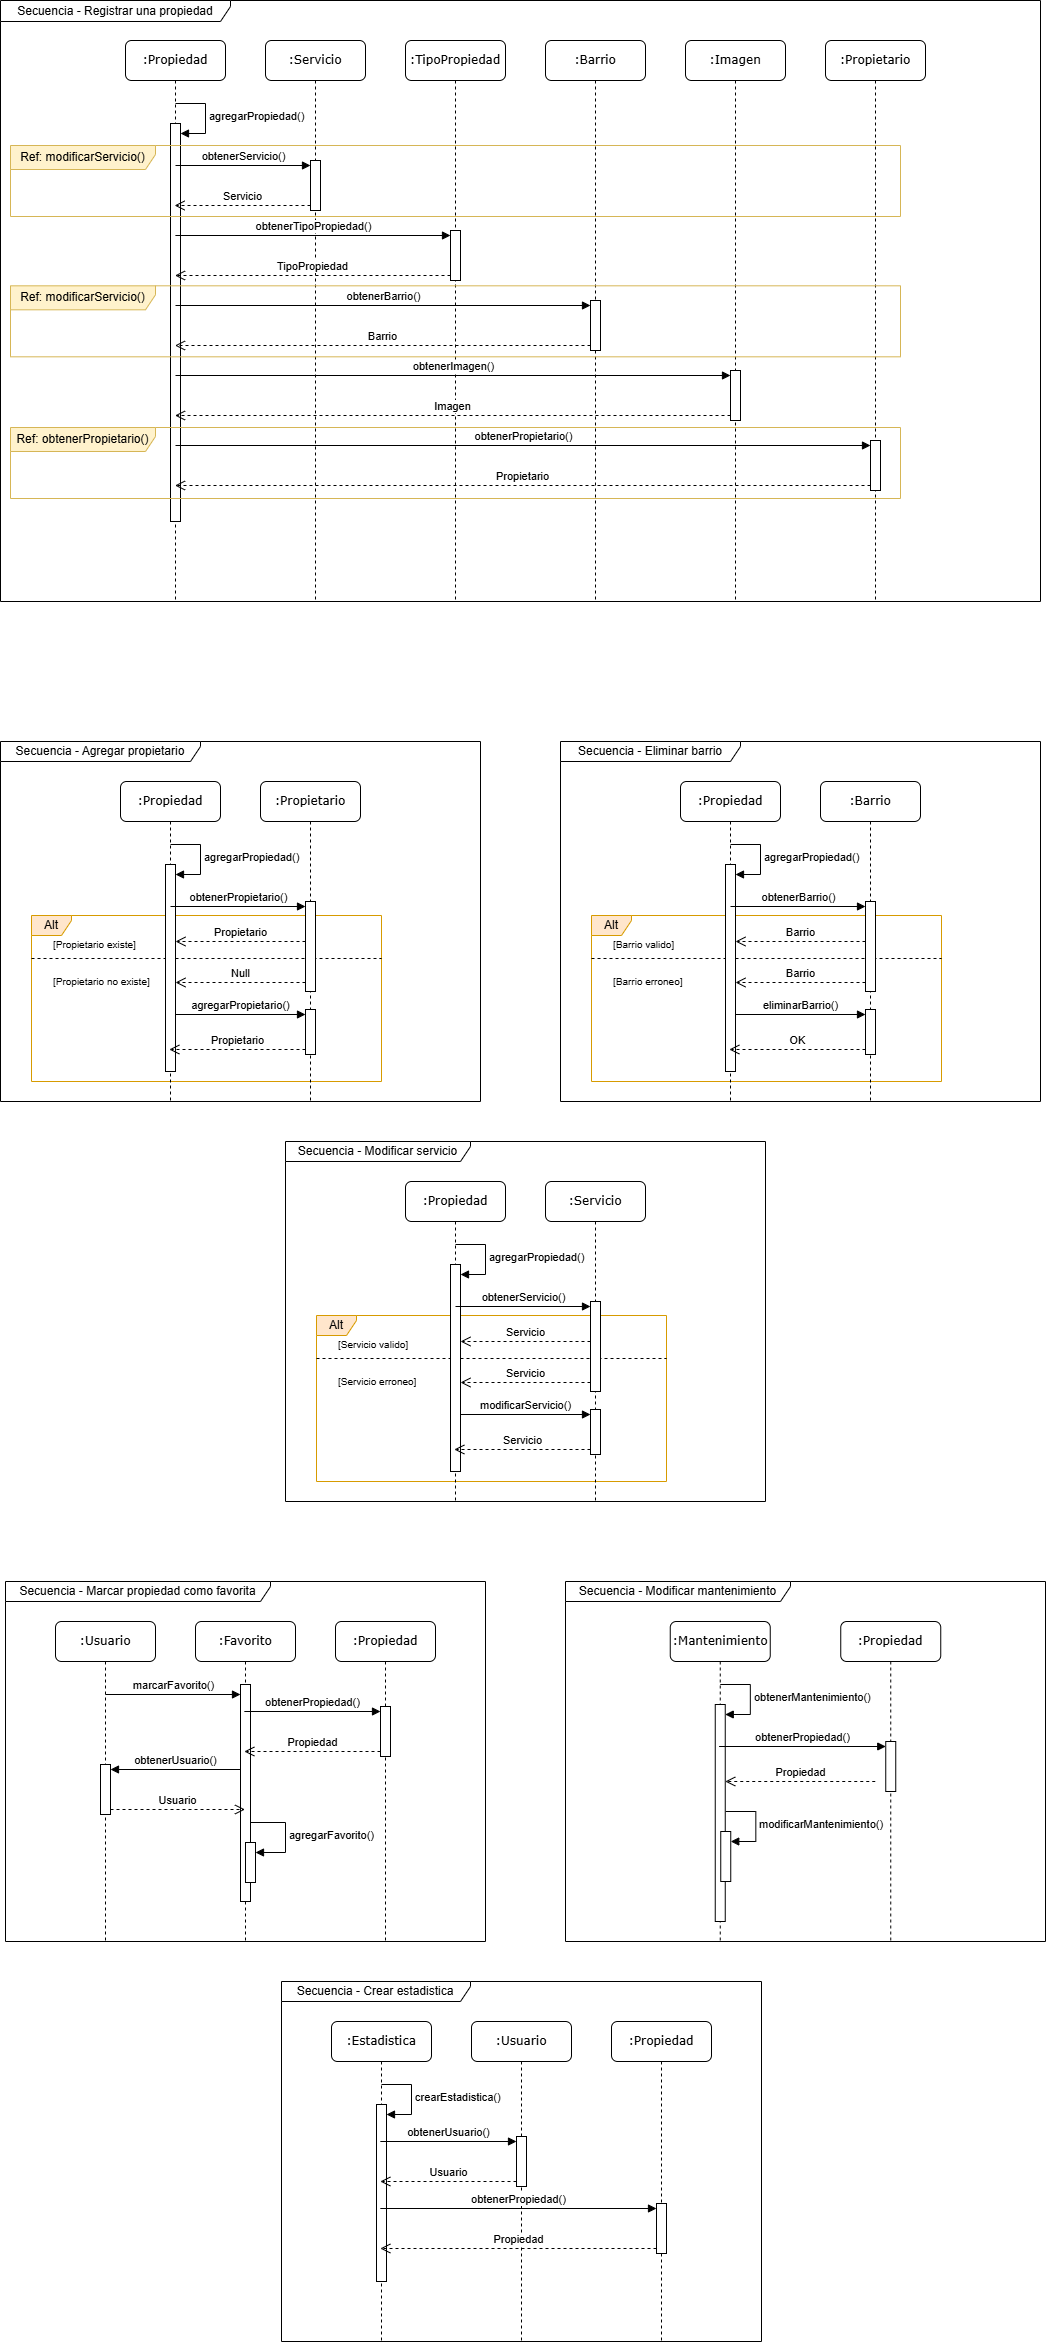 Secuencia - Registrar una propiedad
:Propiedad
:Servicio
:TipoPropiedad
:Barrio
:Imagen
:Propietario
agregarPropiedad()
Ref: modificarServicio()
obtenerServicio()
Servicio
obtenerTipoPropiedad()
TipoPropiedad
Ref: modificarServicio()
obtenerBarrio()
Barrio
obtenerImagen()
Imagen
Ref: obtenerPropietario()
obtenerPropietario()
Propietario
Secuencia - Agregar propietario
:Propiedad
:Propietario
agregarPropiedad()
obtenerPropietario()
Alt
Propietario
[Propietario existe]
Null
[Propietario no existe]
agregarPropietario()
Propietario
Secuencia - Eliminar barrio
:Propiedad
:Barrio
agregarPropiedad()
obtenerBarrio()
Alt
Barrio
[Barrio valido]
Barrio
[Barrio erroneo]
eliminarBarrio()
OK
Secuencia - Modificar servicio
:Propiedad
:Servicio
agregarPropiedad()
obtenerServicio()
Alt
Servicio
[Servicio valido]
Servicio
[Servicio erroneo]
modificarServicio()
Servicio
Secuencia - Marcar propiedad como favorita
:Usuario
:Favorito
:Propiedad
marcarFavorito()
obtenerPropiedad()
Propiedad
obtenerUsuario()
Usuario
agregarFavorito()
Secuencia - Modificar mantenimiento
:Mantenimiento
:Propiedad
obtenerMantenimiento()
obtenerPropiedad()
Propiedad
modificarMantenimiento()
Secuencia - Crear estadistica
:Estadistica
:Usuario
:Propiedad
crearEstadistica()
obtenerUsuario()
Usuario
obtenerPropiedad()
Propiedad